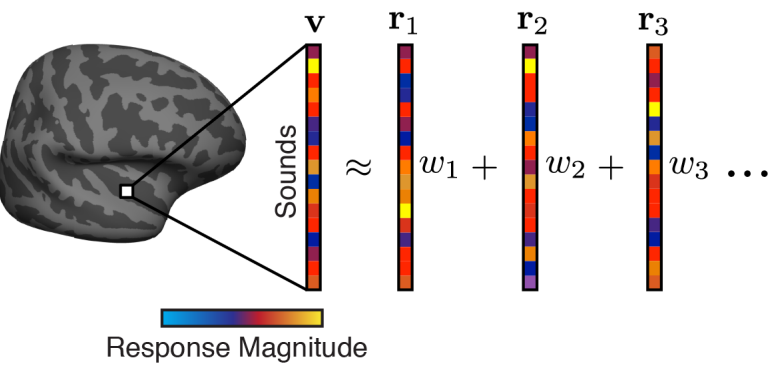 v r₁ r₂ r₃
Sounds
≈ w₁ + w₂ + w₃ ...
Response Magnitude